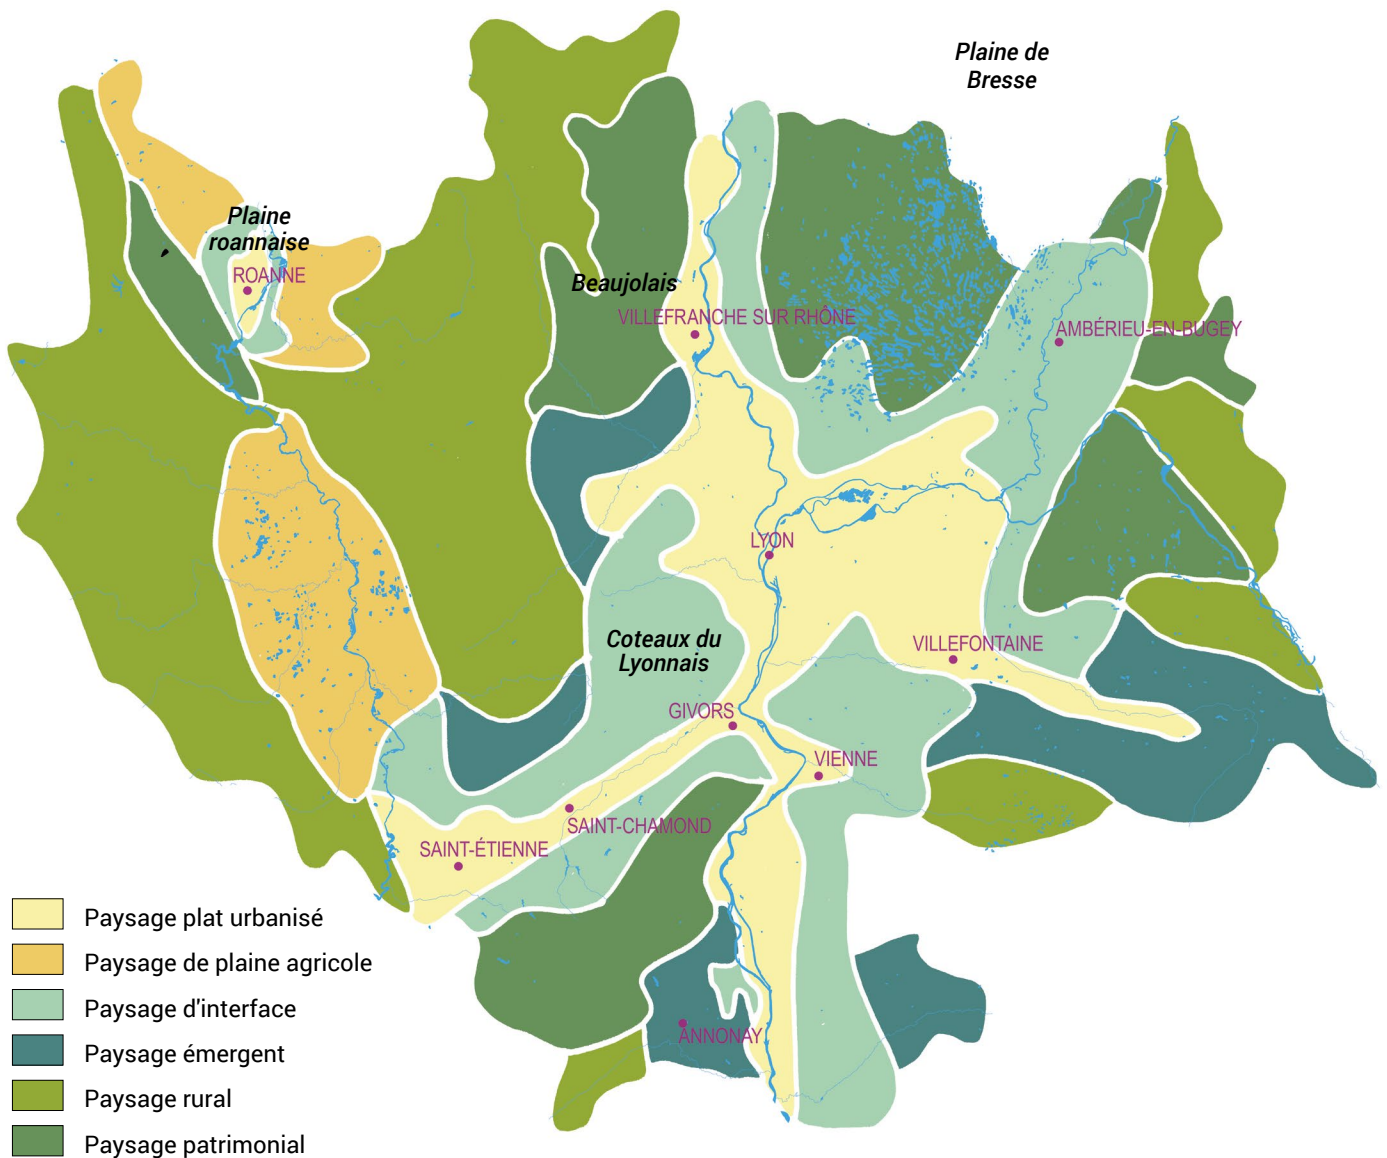 Plaine de
Bresse
Plaine
roannaise
ROANNE
Beaujolais
VILLEFRANCHE SUR RHÔNE
AMBÉRIEU-EN-BUGEY
LYON
Coteaux du
Lyonnais
VILLEFONTAINE
GIVORS
VIENNE
SAINT-CHAMOND
SAINT-ÉTIENNE
ANNONAY
Paysage plat urbanisé
Paysage de plaine agricole
Paysage d'interface
Paysage émergent
Paysage rural
Paysage patrimonial